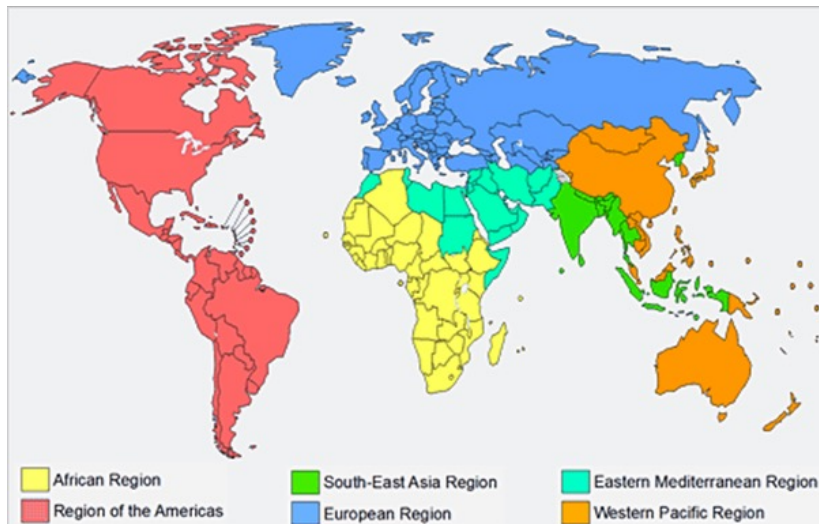 African Region
South-East Asia Region
Eastern Mediterranean Region
Region of the Americas
European Region
Western Pacific Region